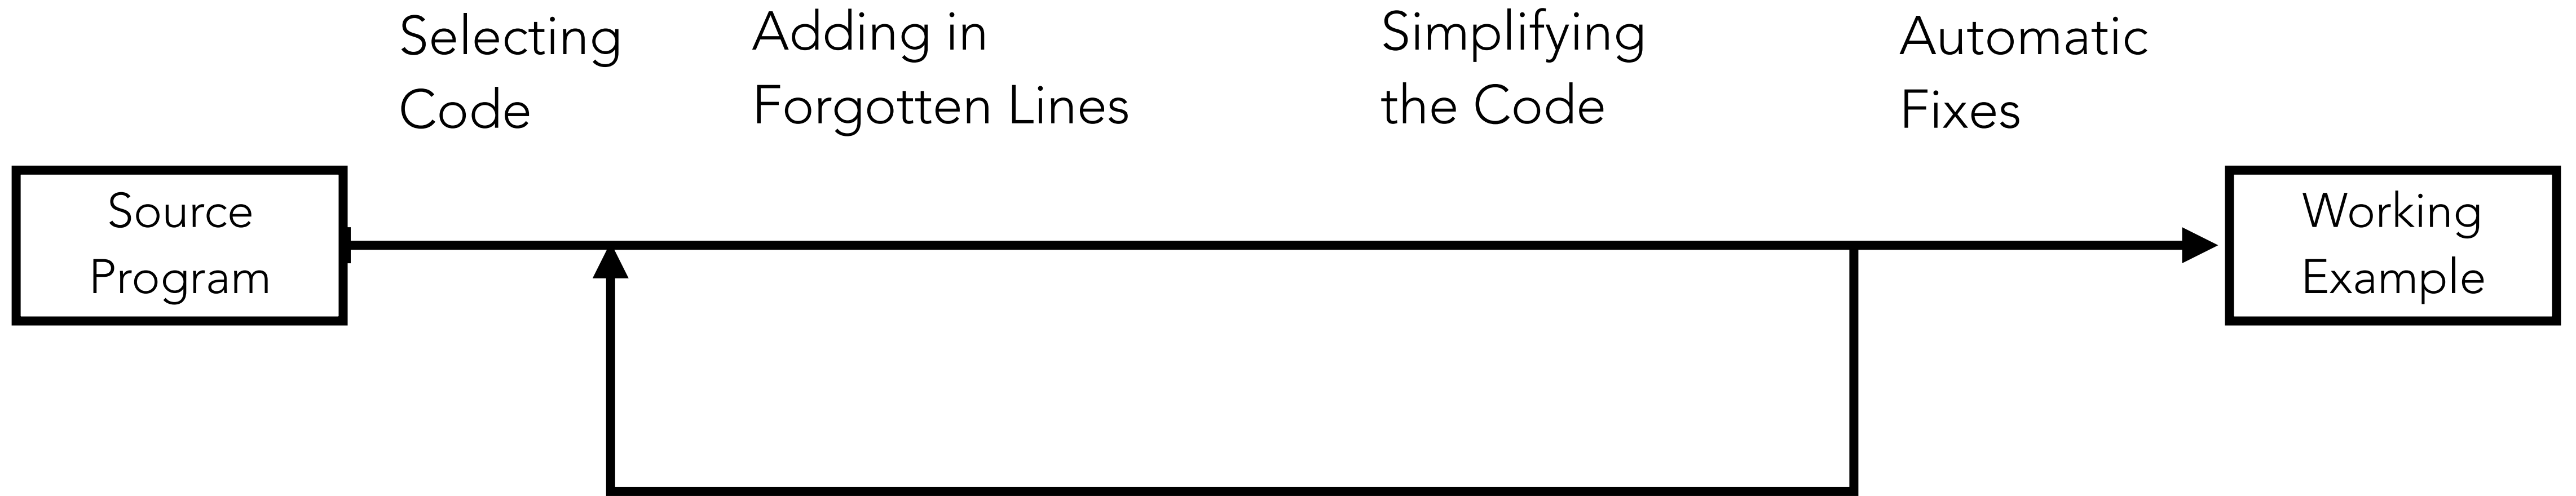 Selecting
Code
Adding in
Forgotten Lines
Simplifying
the Code
Automatic
Fixes
Source
Program
Working
Example